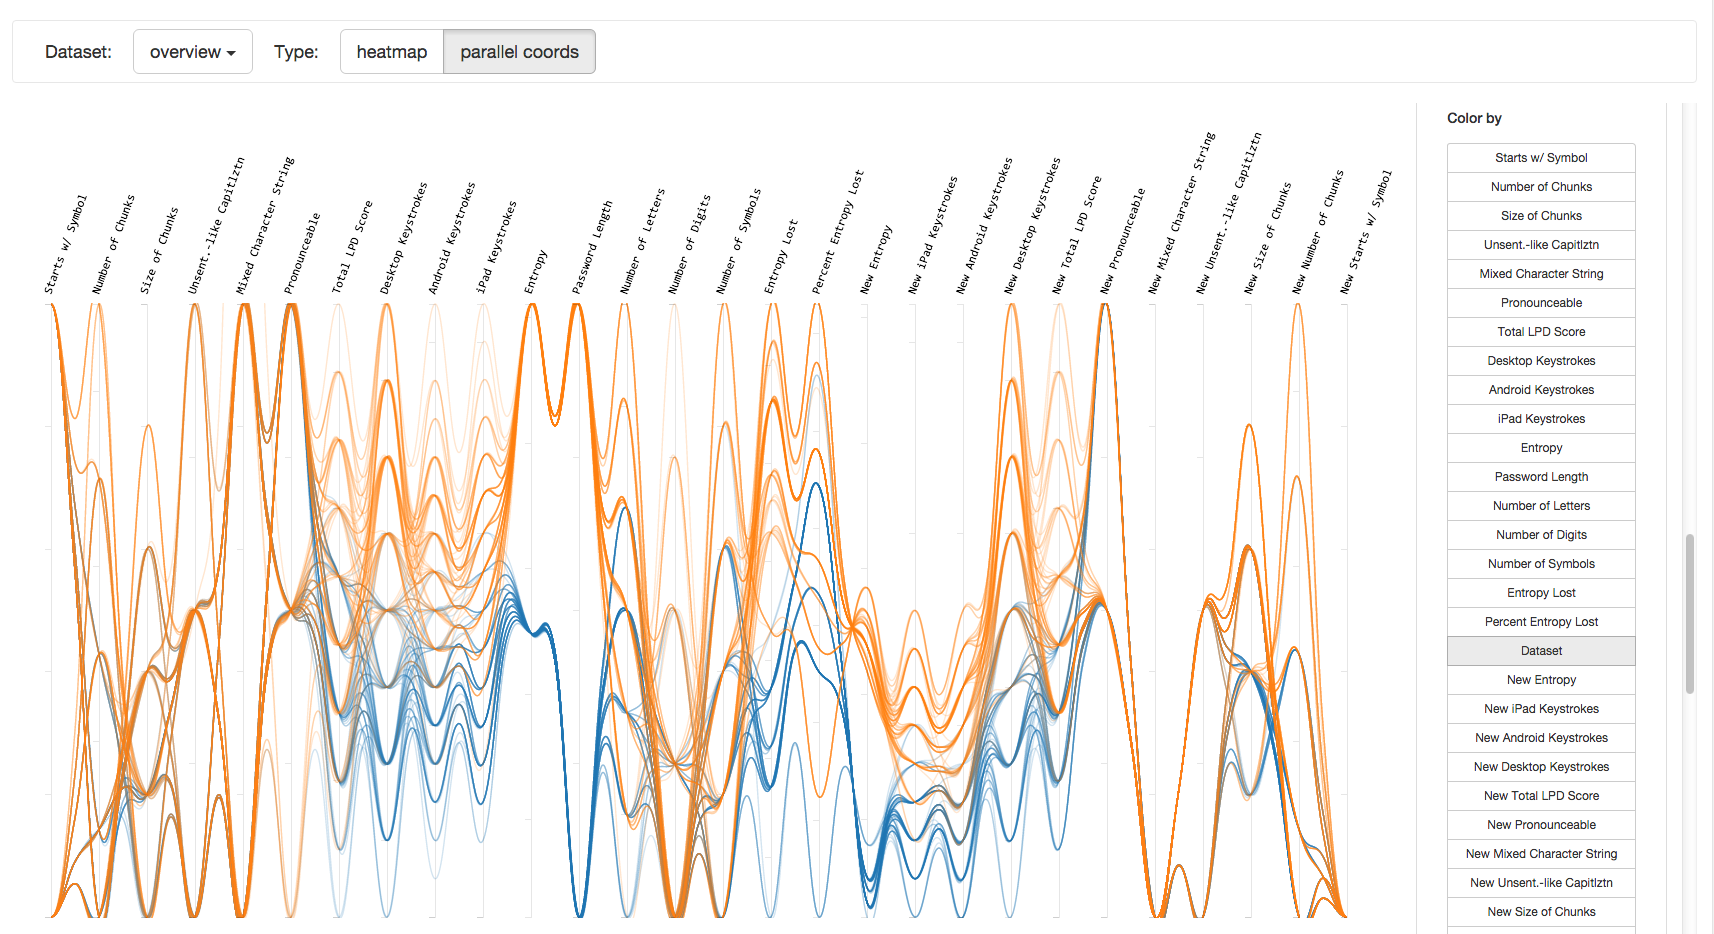 Dataset: overview Type: heatmap parallel coords
Starts w/ Symbol
Number of Chunks
Size of Chunks
Unsent.-like Capitlztn
Mixed Character String
Pronounceable
Total LPD Score
Desktop Keystrokes
Android Keystrokes
iPad Keystrokes
Entropy
Password Length
Number of Letters
Number of Digits
Number of Symbols
Entropy Lost
Percent Entropy Lost
New Entropy
New iPad Keystrokes
New Android Keystrokes
New Desktop Keystrokes
New Total LPD Score
New Pronounceable
New Mixed Character String
New Unsent.-like Capitlztn
New Size of Chunks
New Number of Chunks
New Starts w/ Symbol
Color by
Starts w/ Symbol
Number of Chunks
Size of Chunks
Unsent.-like Capitlztn
Mixed Character String
Pronounceable
Total LPD Score
Desktop Keystrokes
Android Keystrokes
iPad Keystrokes
Entropy
Password Length
Number of Letters
Number of Digits
Number of Symbols
Entropy Lost
Percent Entropy Lost
Dataset
New Entropy
New iPad Keystrokes
New Android Keystrokes
New Desktop Keystrokes
New Total LPD Score
New Pronounceable
New Mixed Character String
New Unsent.-like Capitlztn
New Size of Chunks